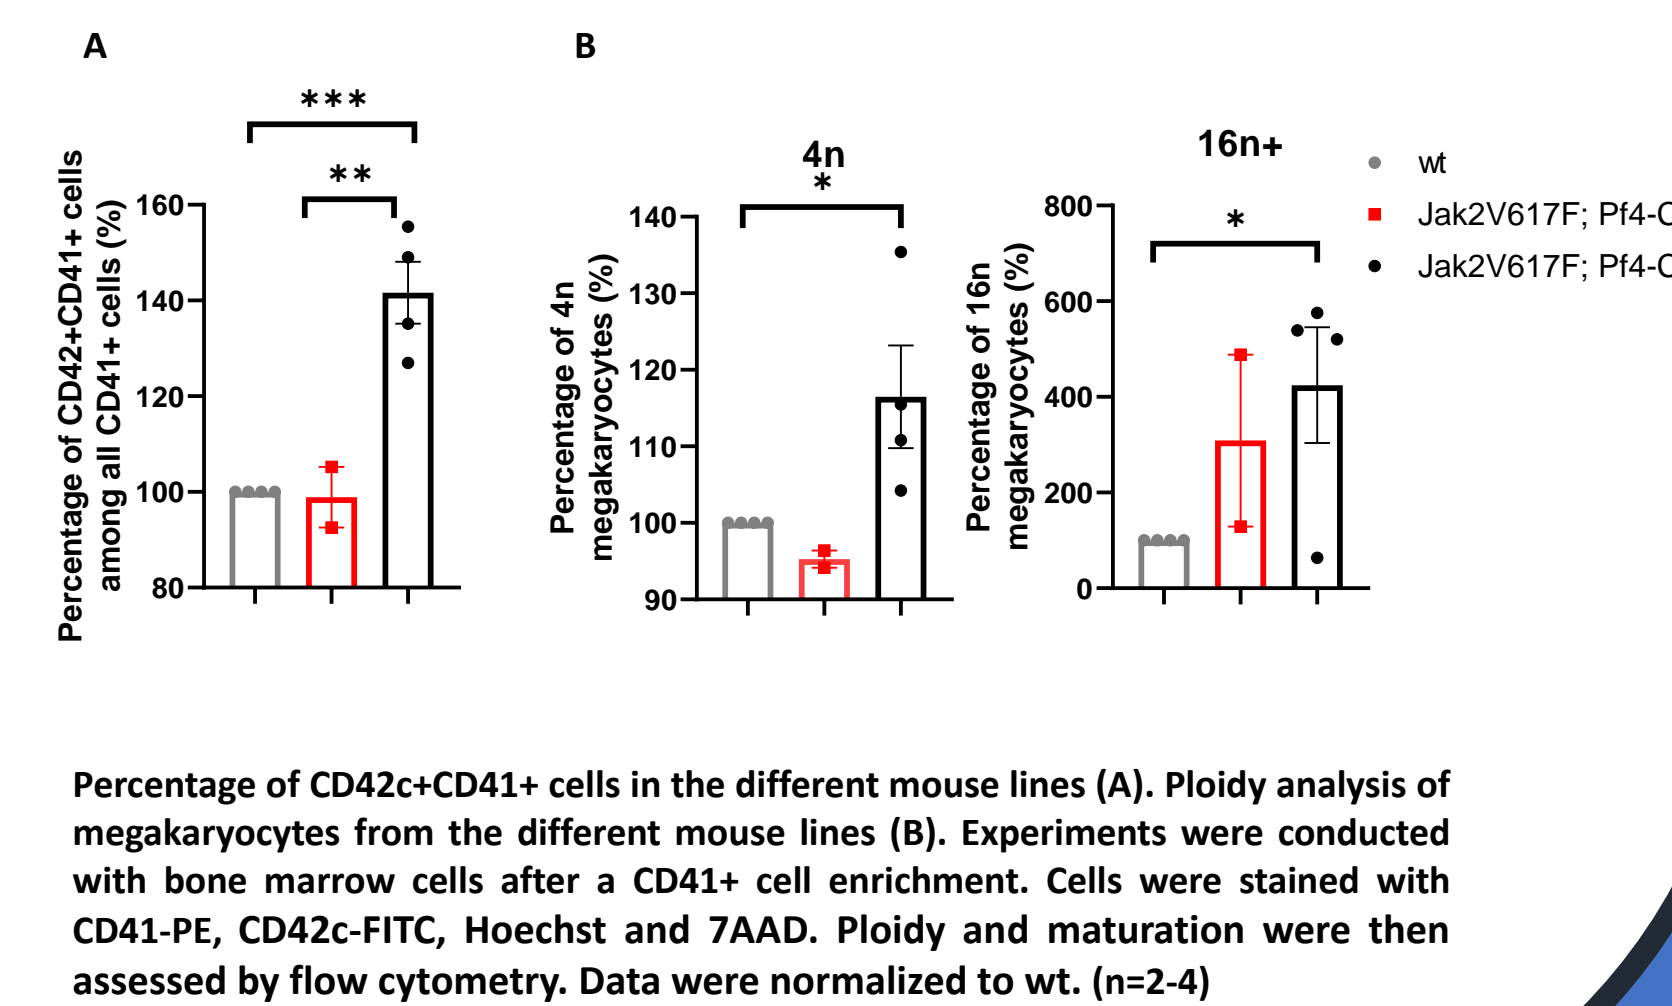 A
B
***
**
Percentage of CD42+CD41+ cells
among all CD41+ cells (%)
160
140
120
100
80
4n
*
Percentage of 4n
megakaryocytes (%)
140
130
120
110
100
90
16n+
*
Percentage of 16n
megakaryocytes (%)
800
600
400
200
0
wt
Jak2V617F;
Jak2V617F;
Percentage of CD42c+CD41+ cells in the different mouse lines (A). Ploidy analysis of
megakaryocytes from the different mouse lines (B). Experiments were conducted
with bone marrow cells after a CD41+ cell enrichment. Cells were stained with
CD41-PE, CD42c-FITC, Hoechst and 7AAD. Ploidy and maturation were then
assessed by flow cytometry. Data were normalized to wt. (n=2-4)